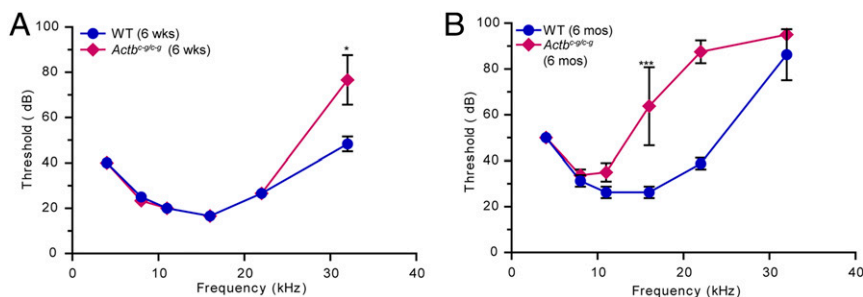 A
WT (6 wks)
Actb^c-g/c-g (6 wks)
*
100
80
60
40
20
0
Threshold ( dB)
0
10
20
30
40
Frequency (kHz)
B
WT (6 mos)
Actb^c-g/c-g
(6 mos)
***
100
80
60
40
20
0
Threshold ( dB)
0
10
20
30
40
Frequency (kHz)